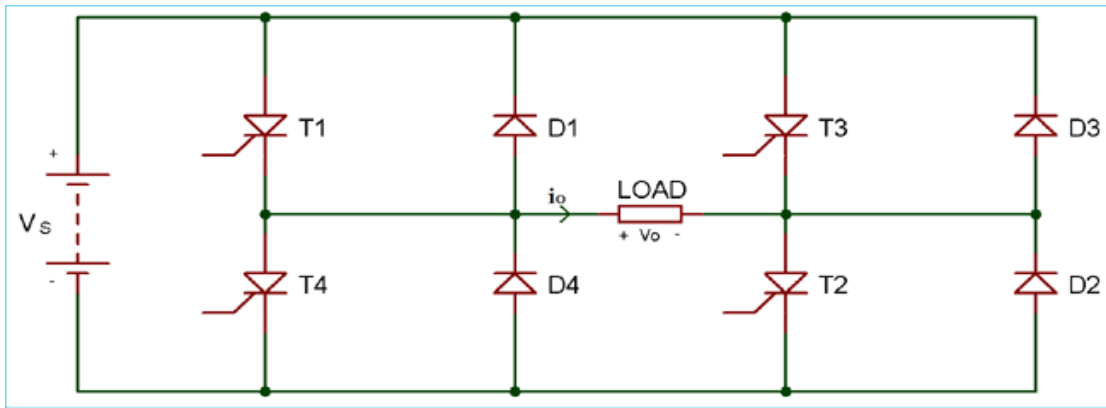 T1
D1
T3
D3
+
Vs
-
io
LOAD
+ Vo -
T4
D4
T2
D2